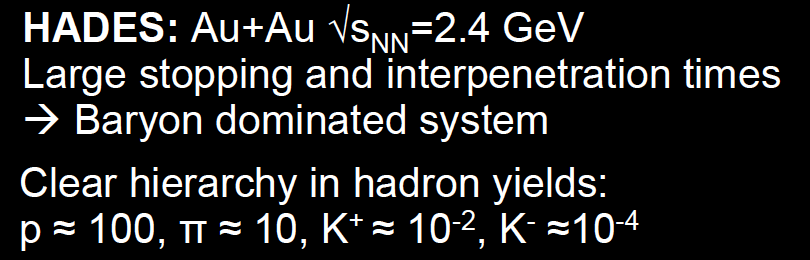 HADES: Au+Au √sₙₙ=2.4 GeV
Large stopping and interpenetration times
→ Baryon dominated system
Clear hierarchy in hadron yields:
p ≈ 100, π ≈ 10, K⁺ ≈ 10⁻², K⁻ ≈10⁻⁴